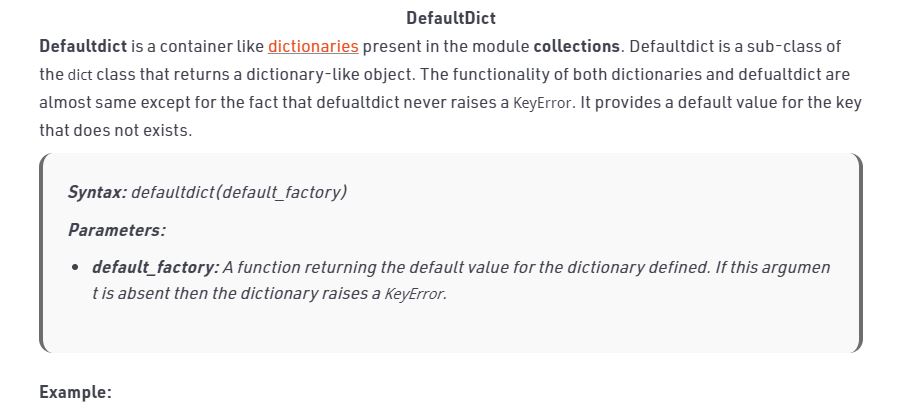 DefaultDict
Defaultdict is a container like dictionaries present in the module collections. Defaultdict is a sub-class of
the dict class that returns a dictionary-like object. The functionality of both dictionaries and defualtdict are
almost same except for the fact that defualtdict never raises a KeyError. It provides a default value for the key
that does not exists.
Syntax: defaultdict(default_factory)
Parameters:
• default_factory: A function returning the default value for the dictionary defined. If this argumen
t is absent then the dictionary raises a KeyError.
Example: